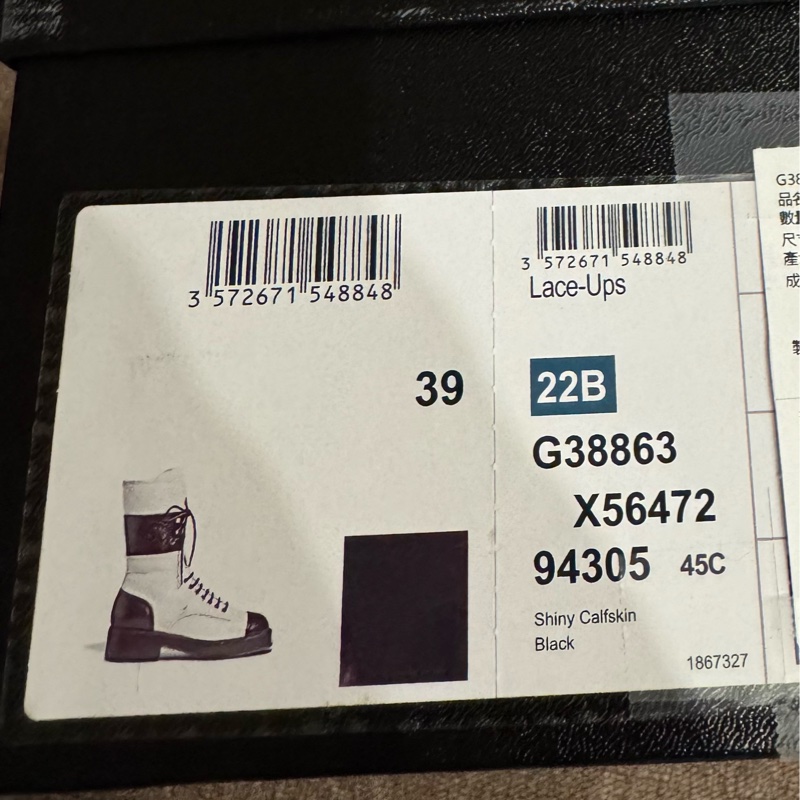 3 572671 548848
39
3 572671 548848
Lace-Ups
22B
G38863
X56472
94305 45C
Shiny Calfskin
Black
1867327
G38
品名
數量
尺寸
產
成
製